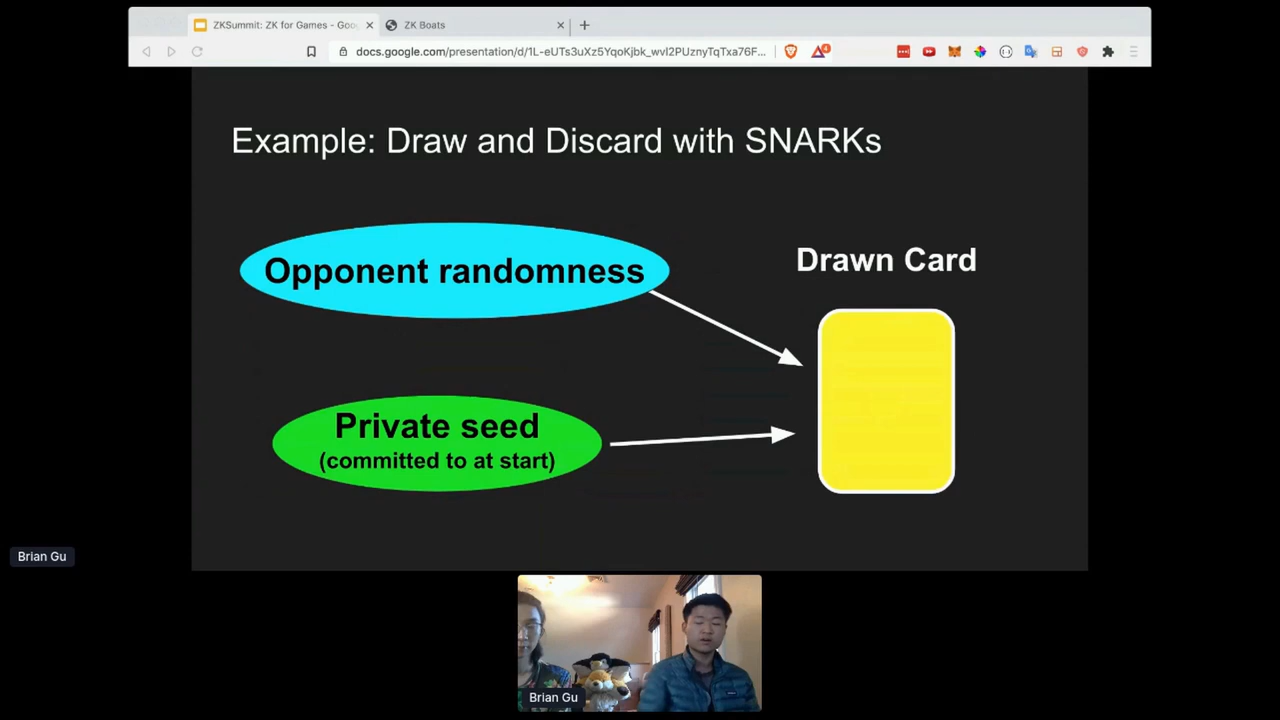 ZKSummit: ZK for Games - Goo
ZK Boats
docs.google.com/presentation/d/1L-eUTs3uXz5YqoKjbk_wvI2PUznyTqTxa76F...
4
Example: Draw and Discard with SNARKs
Opponent randomness
Drawn Card
Private seed
(committed to at start)
Brian Gu
Brian Gu